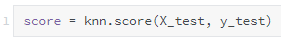 1 score = knn.score(X_test, y_test)